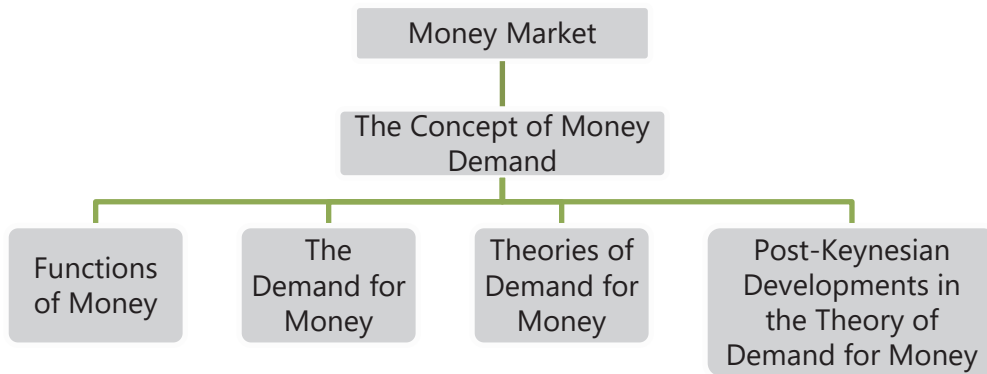 Money Market
The Concept of Money
Demand
Functions
of Money
The
Demand for
Money
Theories of
Demand for
Money
Post-Keynesian
Developments in
the Theory of
Demand for Money